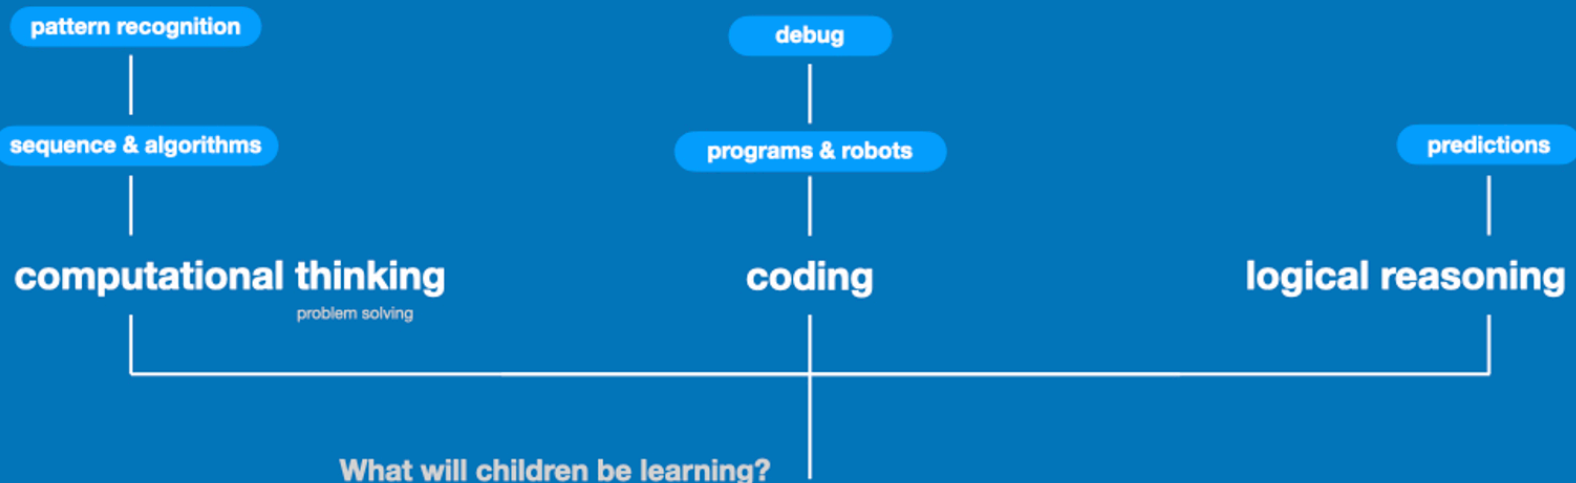 pattern recognition
debug
sequence & algorithms
programs & robots
predictions
computational thinking
coding
logical reasoning
problem solving
What will children be learning?